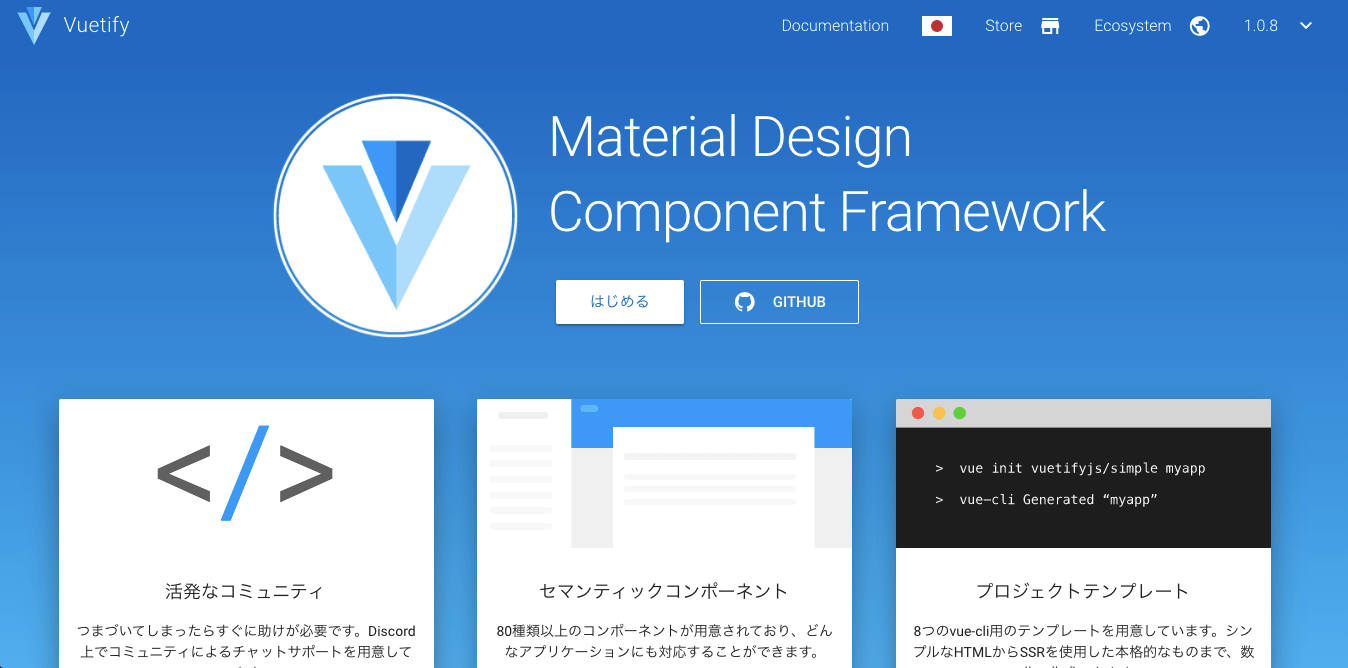 Vuetify
Documentation
Store
Ecosystem
1.0.8
Material Design
Component Framework
はじめる
GITHUB
</>
> vue init vuetifyjs/simple myapp
> vue-cli Generated “myapp”
活発なコミュニティ
つまづいてしまったらすぐに助けが必要です。Discord
上でコミュニティによるチャットサポートを用意して
セマンティックコンポーネント
80種類以上のコンポーネントが用意されており、どん
なアプリケーションにも対応することができます。
プロジェクトテンプレート
8つのvue-cli用のテンプレートを用意しています。シン
プルなHTMLからSSRを使用した本格的なものまで、数